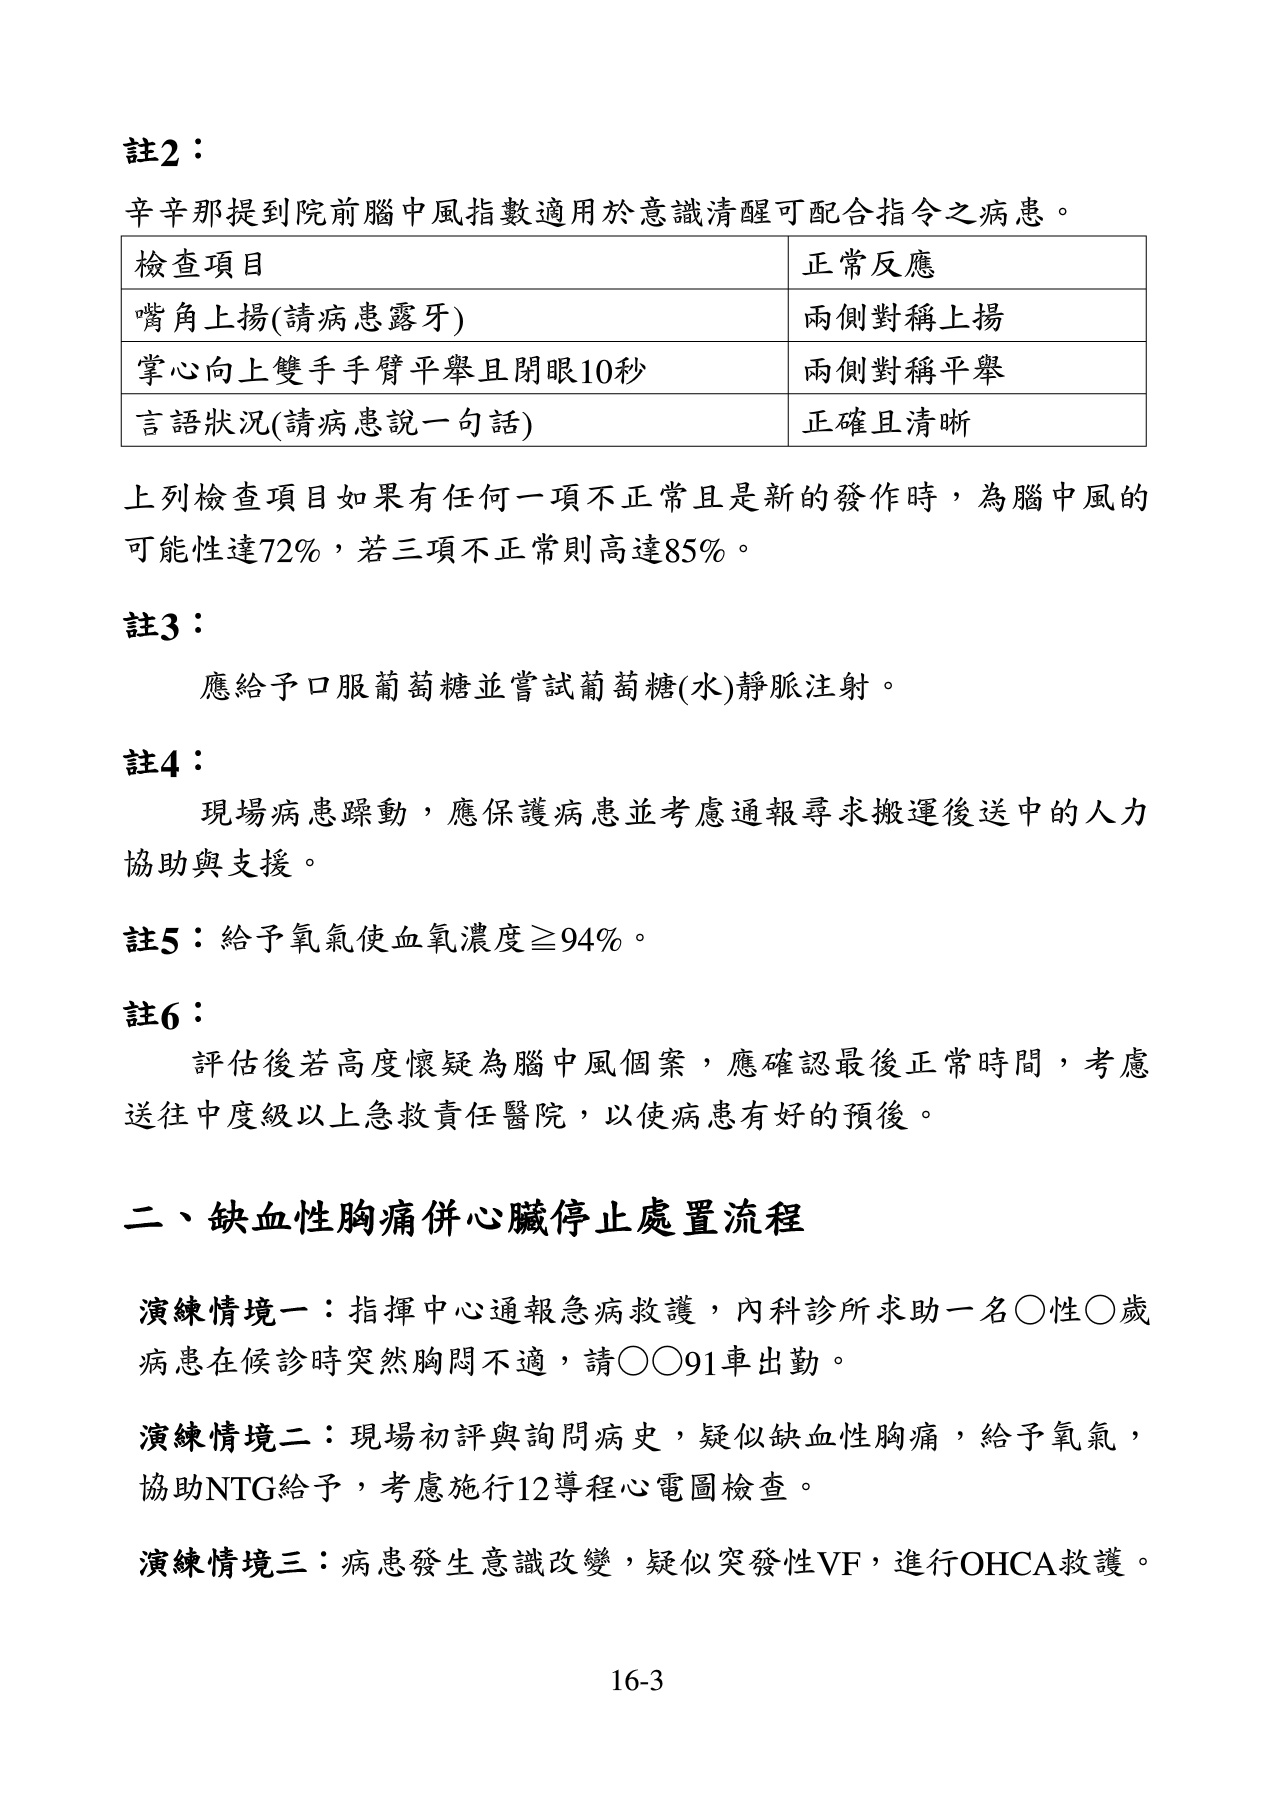 註2：
辛辛那提到院前腦中風指數適用於意識清醒可配合指令之病患。
檢查項目 正常反應
嘴角上揚(請病患露牙) 兩側對稱上揚
掌心向上雙手手臂平舉且閉眼10秒 兩側對稱平舉
言語狀況(請病患說一句話) 正確且清晰
上列檢查項目如果有任何一項不正常且是新的發作時，為腦中風的
可能性達72%，若三項不正常則高達85%。
註3：
應給予口服葡萄糖並嘗試葡萄糖(水)靜脈注射。
註4：
現場病患躁動，應保護病患並考慮通報尋求搬運後送中的人力
協助與支援。
註5：給予氧氣使血氧濃度≧94%。
註6：
評估後若高度懷疑為腦中風個案，應確認最後正常時間，考慮
送往中度級以上急救責任醫院，以使病患有好的預後。
二、缺血性胸痛併心臟停止處置流程
演練情境一：指揮中心通報急病救護，內科診所求助一名○性○歲
病患在候診時突然胸悶不適，請○○91車出勤。
演練情境二：現場初評與詢問病史，疑似缺血性胸痛，給予氧氣，
協助NTG給予，考慮施行12導程心電圖檢查。
演練情境三：病患發生意識改變，疑似突發性VF，進行OHCA救護。
16-3